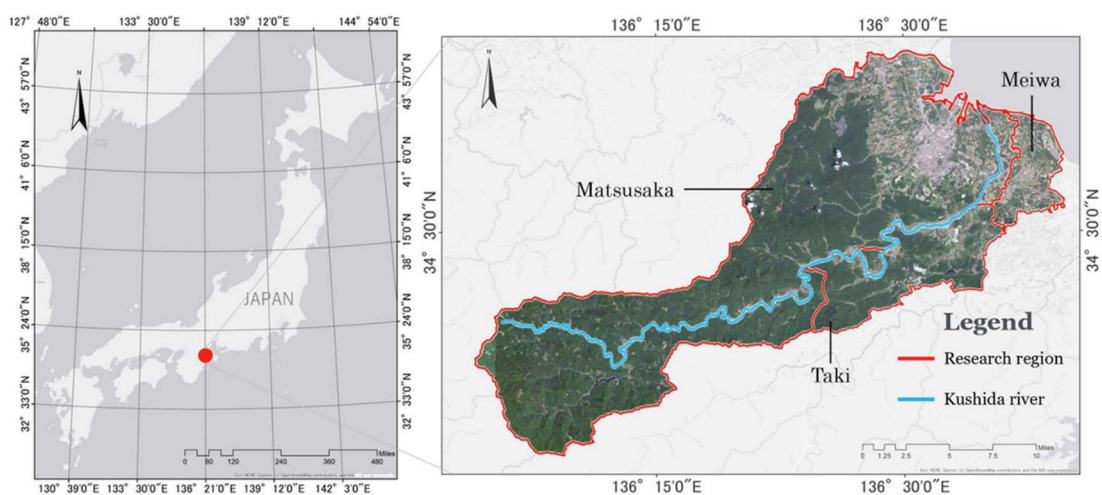 127° 48'0"E 133° 30'0"E 139° 12'0"E 144° 54'0"E
136° 15'0"E 136° 30'0"E
43° 57'0"N
41° 6'0"N
38° 15'0"N
35° 24'0"N
32° 33'0"N
43° 57'0"N
41° 6'0"N
38° 15'0"N
35° 24'0"N
32° 33'0"N
N
JAPAN
0 60 120 240 360 480
Miles
130° 39'0"E 133° 30'0"E 136° 21'0"E 139° 12'0"E 142° 3'0"E
34° 30'0"N
N
Meiwa
Matsusaka
Taki
34° 30'0"N
Legend
Research region
Kushida river
0 1.25 2.5 5 7.5 10
Miles
136° 15'0"E 136° 30'0"E